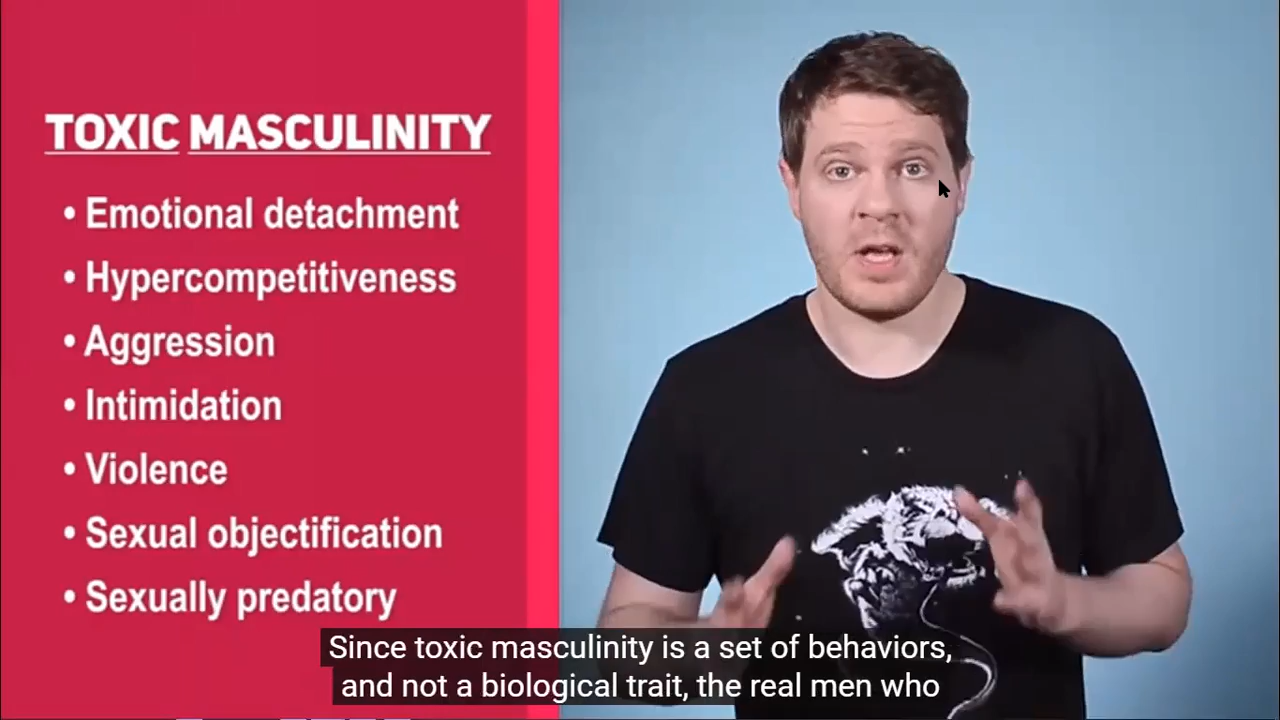 TOXIC MASCULINITY
• Emotional detachment
• Hypercompetitiveness
• Aggression
• Intimidation
• Violence
• Sexual objectification
• Sexually predatory
Since toxic masculinity is a set of behaviors,
and not a biological trait, the real men who